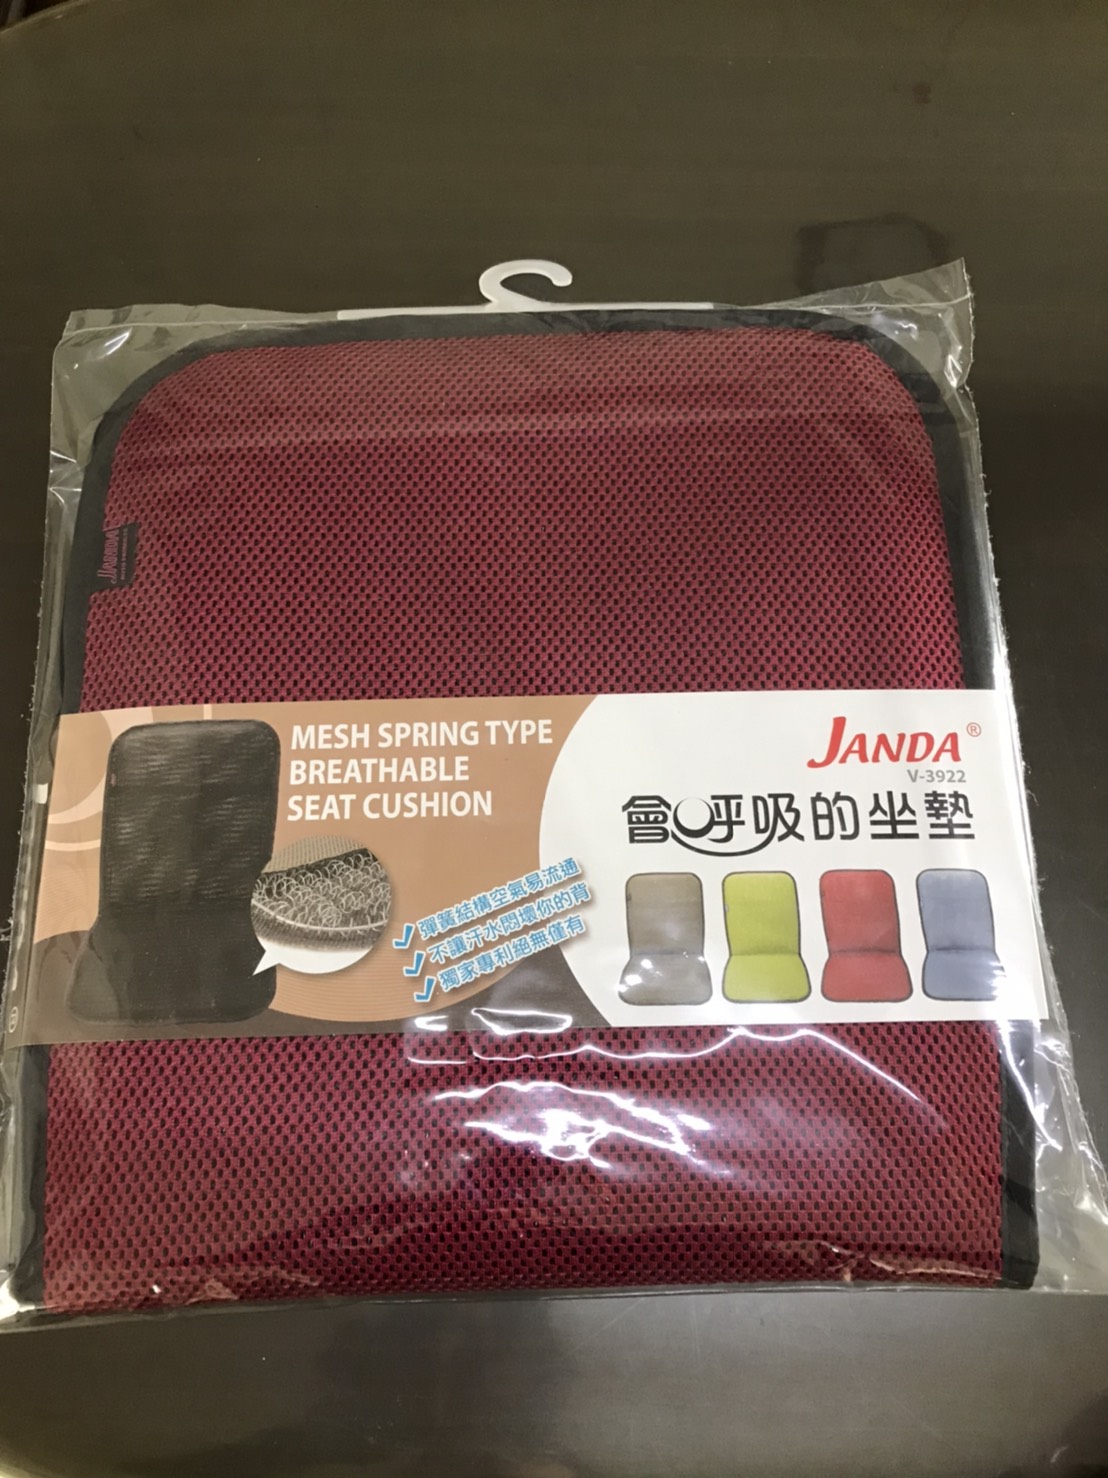 JANDA
MESH SPRING TYPE
BREATHABLE
SEAT CUSHION
彈簧結構空氣易流通
不讓汗水悶壞你的背
獨家專利絕無僅有
JANDA®
V-3922
會呼吸的坐墊